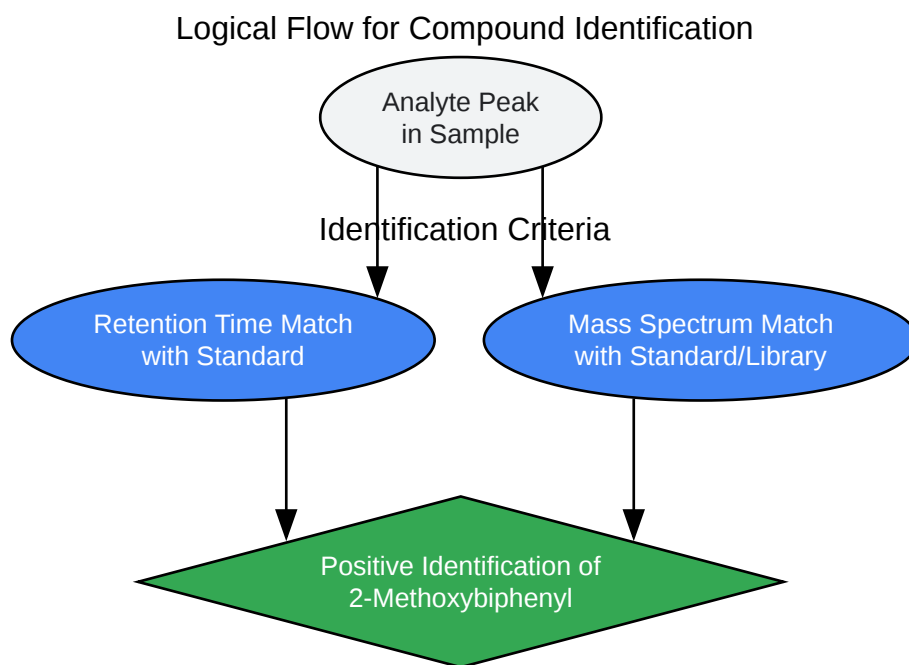 Logical Flow for Compound Identification
Analyte Peak
in Sample
Identification Criteria
Retention Time Match
with Standard
Mass Spectrum Match
with Standard/Library
Positive Identification of
2-Methoxybiphenyl